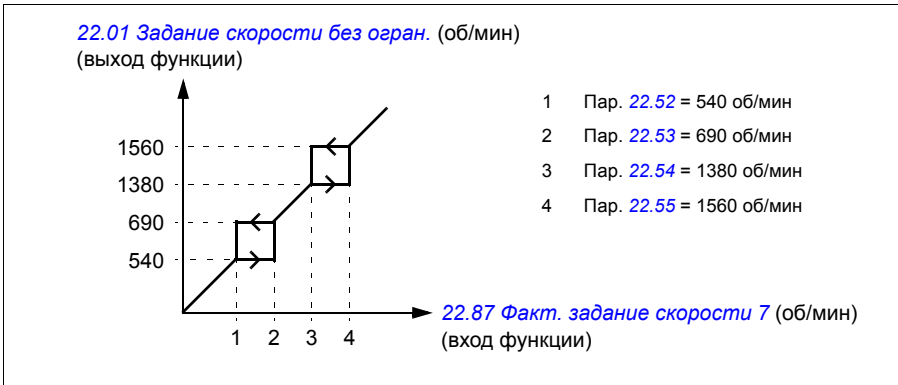 22.01 Задание скорости без огран. (об/мин)
(выход функции)
1 Пар. 22.52 = 540 об/мин
2 Пар. 22.53 = 690 об/мин
3 Пар. 22.54 = 1380 об/мин
4 Пар. 22.55 = 1560 об/мин
1560
1380
690
540
1 2 3 4
22.87 Факт. задание скорости 7 (об/мин)
(вход функции)